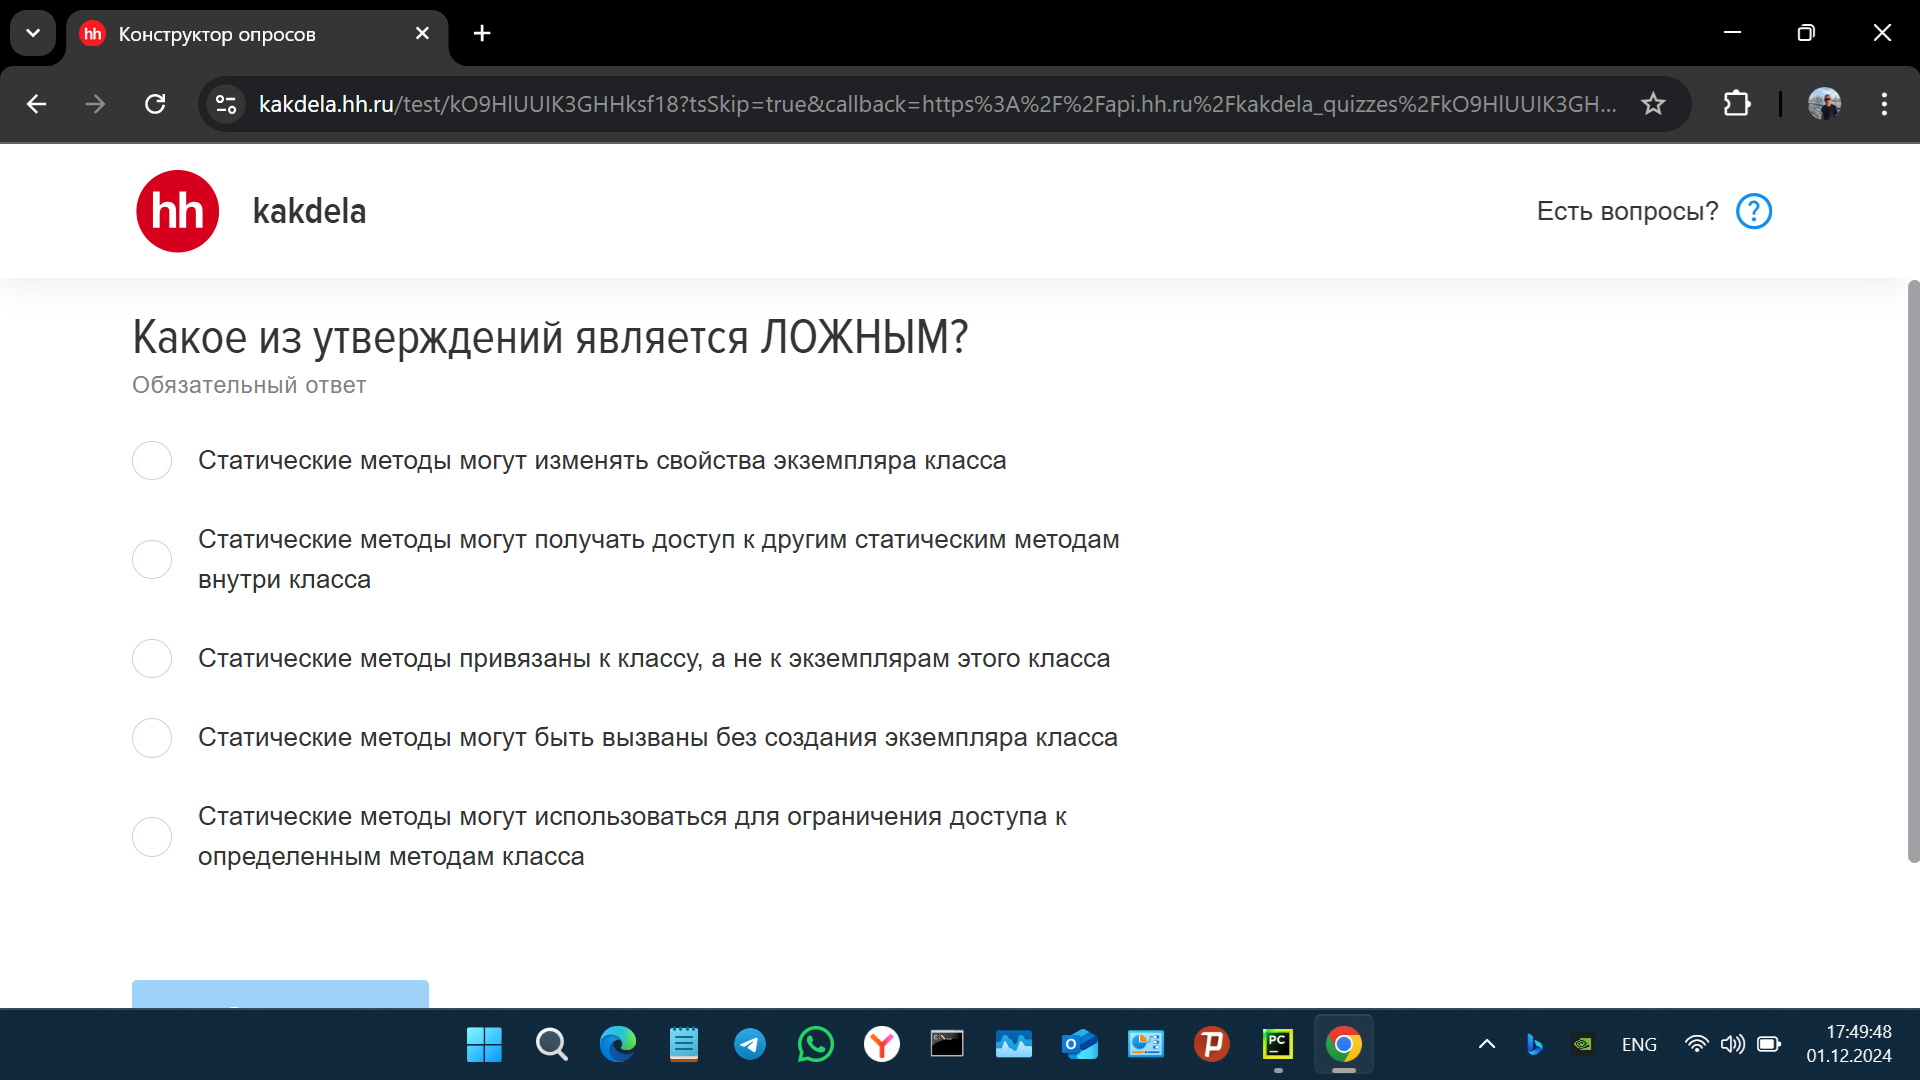 hh Конструктор опросов
kakdela.hh.ru/test/kO9HlUUIK3GHHksf18?tsSkip=true&callback=https%3A%2F%2Fapi.hh.ru%2Fkakdela_quizzes%2FkO9HlUUIK3GH...
hh kakdela
Есть вопросы? ?
Какое из утверждений является ЛОЖНЫМ?
Обязательный ответ
Статические методы могут изменять свойства экземпляра класса
Статические методы могут получать доступ к другим статическим методам
внутри класса
Статические методы привязаны к классу, а не к экземплярам этого класса
Статические методы могут быть вызваны без создания экземпляра класса
Статические методы могут использоваться для ограничения доступа к
определенным методам класса
PC
ENG
17:49:48
01.12.2024